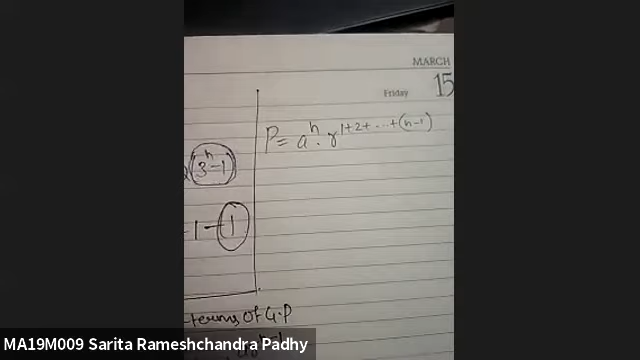 MARCH
Friday 15
P = a^n . r^1+2+...+(n-1)
3^n - 1
-1 - 1
terms of G.P
MA19M009 Sarita Rameshchandra Padhy